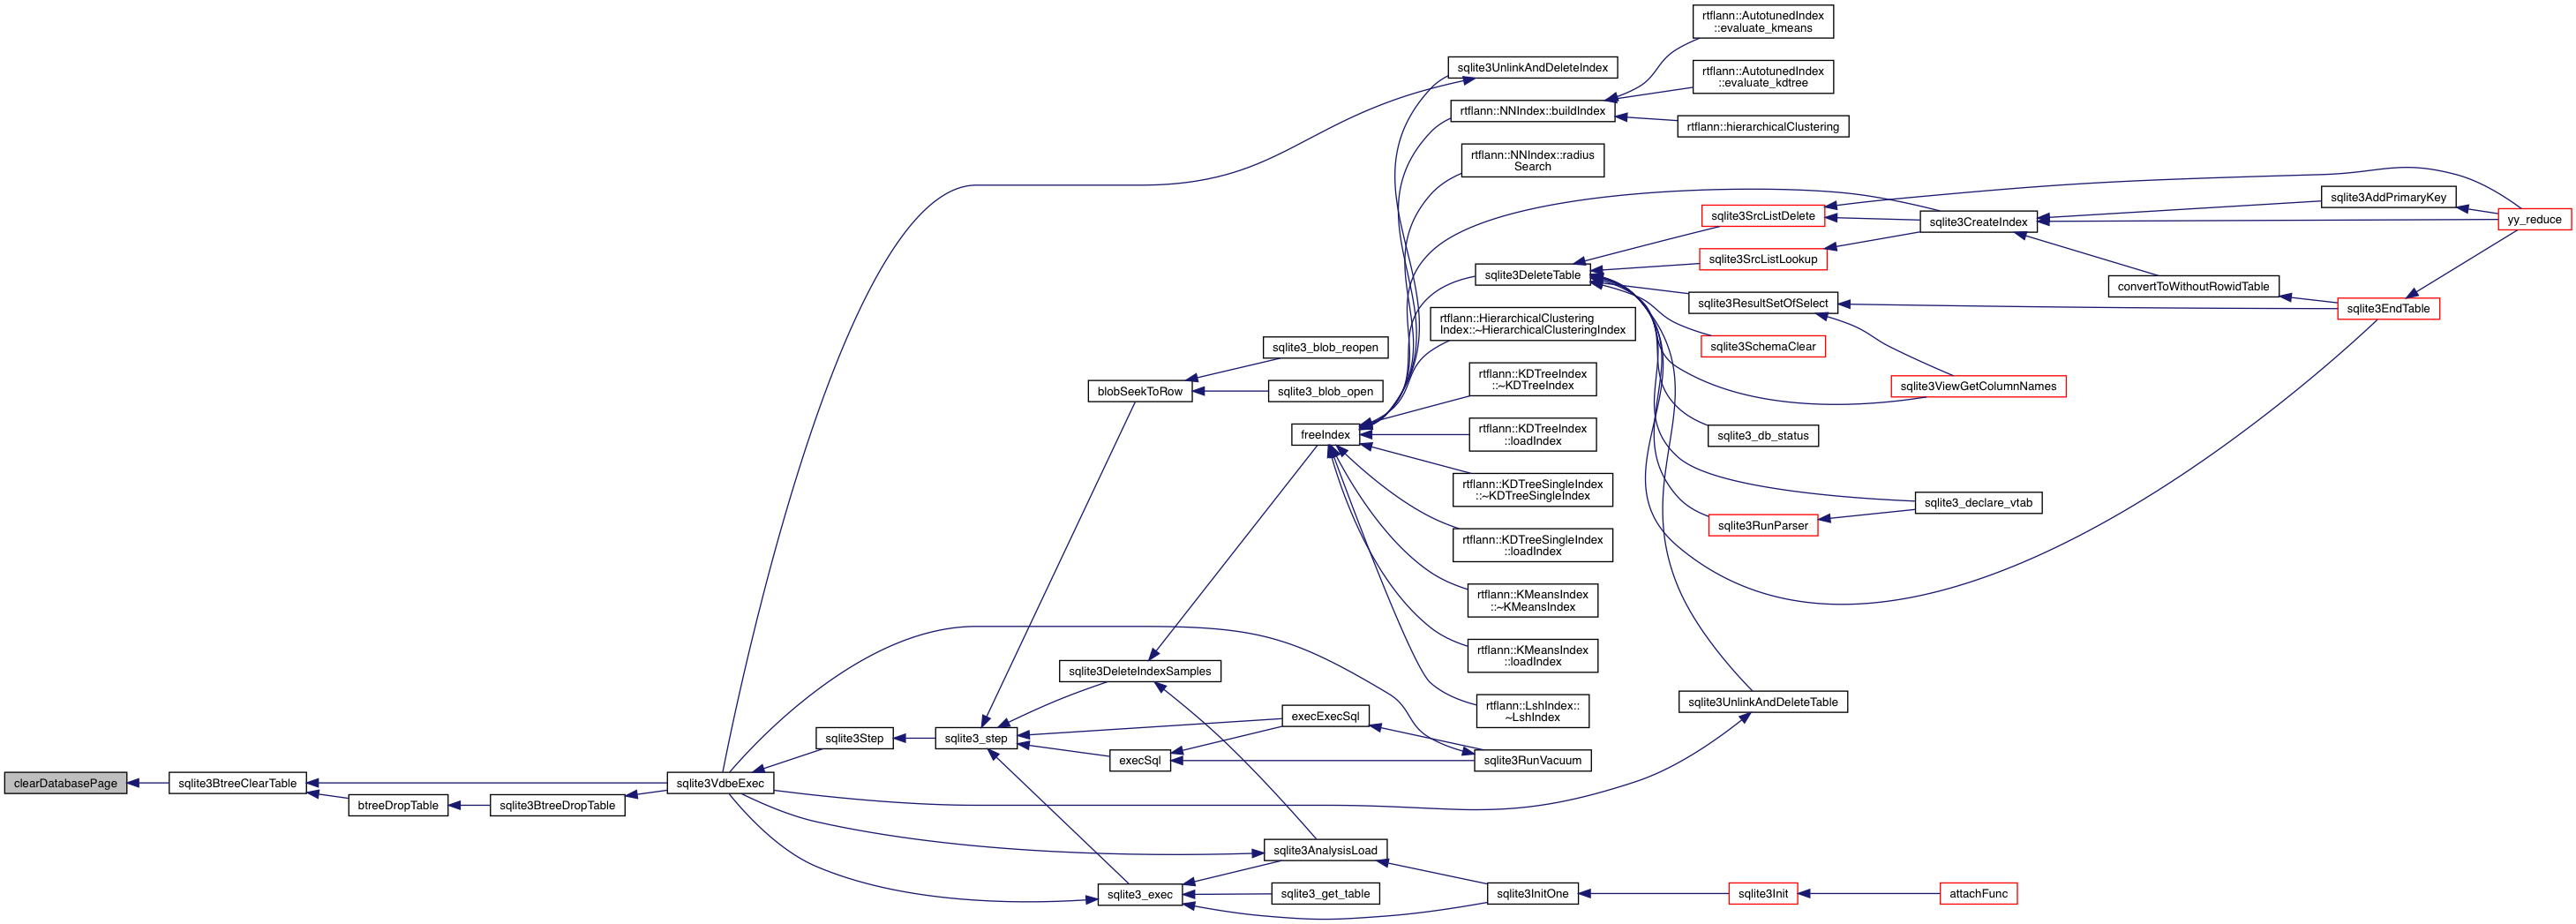 rtflann::AutotunedIndex
::evaluate_kmeans
sqlite3UnlinkAndDeleteIndex
rtflann::AutotunedIndex
::evaluate_kdtree
rtflann::NNIndex::buildIndex
rtflann::hierarchicalClustering
rtflann::NNIndex::radius
Search
sqlite3AddPrimaryKey
sqlite3SrcListDelete
sqlite3CreateIndex
yy_reduce
sqlite3SrcListLookup
sqlite3DeleteTable
convertToWithoutRowidTable
sqlite3ResultSetOfSelect
sqlite3EndTable
rtflann::HierarchicalClustering
Index::~HierarchicalClusteringIndex
sqlite3SchemaClear
sqlite3_blob_reopen
rtflann::KDTreeIndex
::~KDTreeIndex
sqlite3ViewGetColumnNames
blobSeekToRow
sqlite3_blob_open
freeIndex
rtflann::KDTreeIndex
::loadIndex
sqlite3_db_status
rtflann::KDTreeSingleIndex
::~KDTreeSingleIndex
sqlite3_declare_vtab
sqlite3RunParser
rtflann::KDTreeSingleIndex
::loadIndex
rtflann::KMeansIndex
::~KMeansIndex
rtflann::KMeansIndex
::loadIndex
sqlite3DeleteIndexSamples
sqlite3UnlinkAndDeleteTable
rtflann::LshIndex::
~LshIndex
execExecSql
sqlite3Step
sqlite3_step
execSql
sqlite3RunVacuum
clearDatabasePage
sqlite3BtreeClearTable
sqlite3VdbeExec
btreeDropTable
sqlite3BtreeDropTable
sqlite3AnalysisLoad
sqlite3_exec
sqlite3_get_table
sqlite3InitOne
sqlite3Init
attachFunc